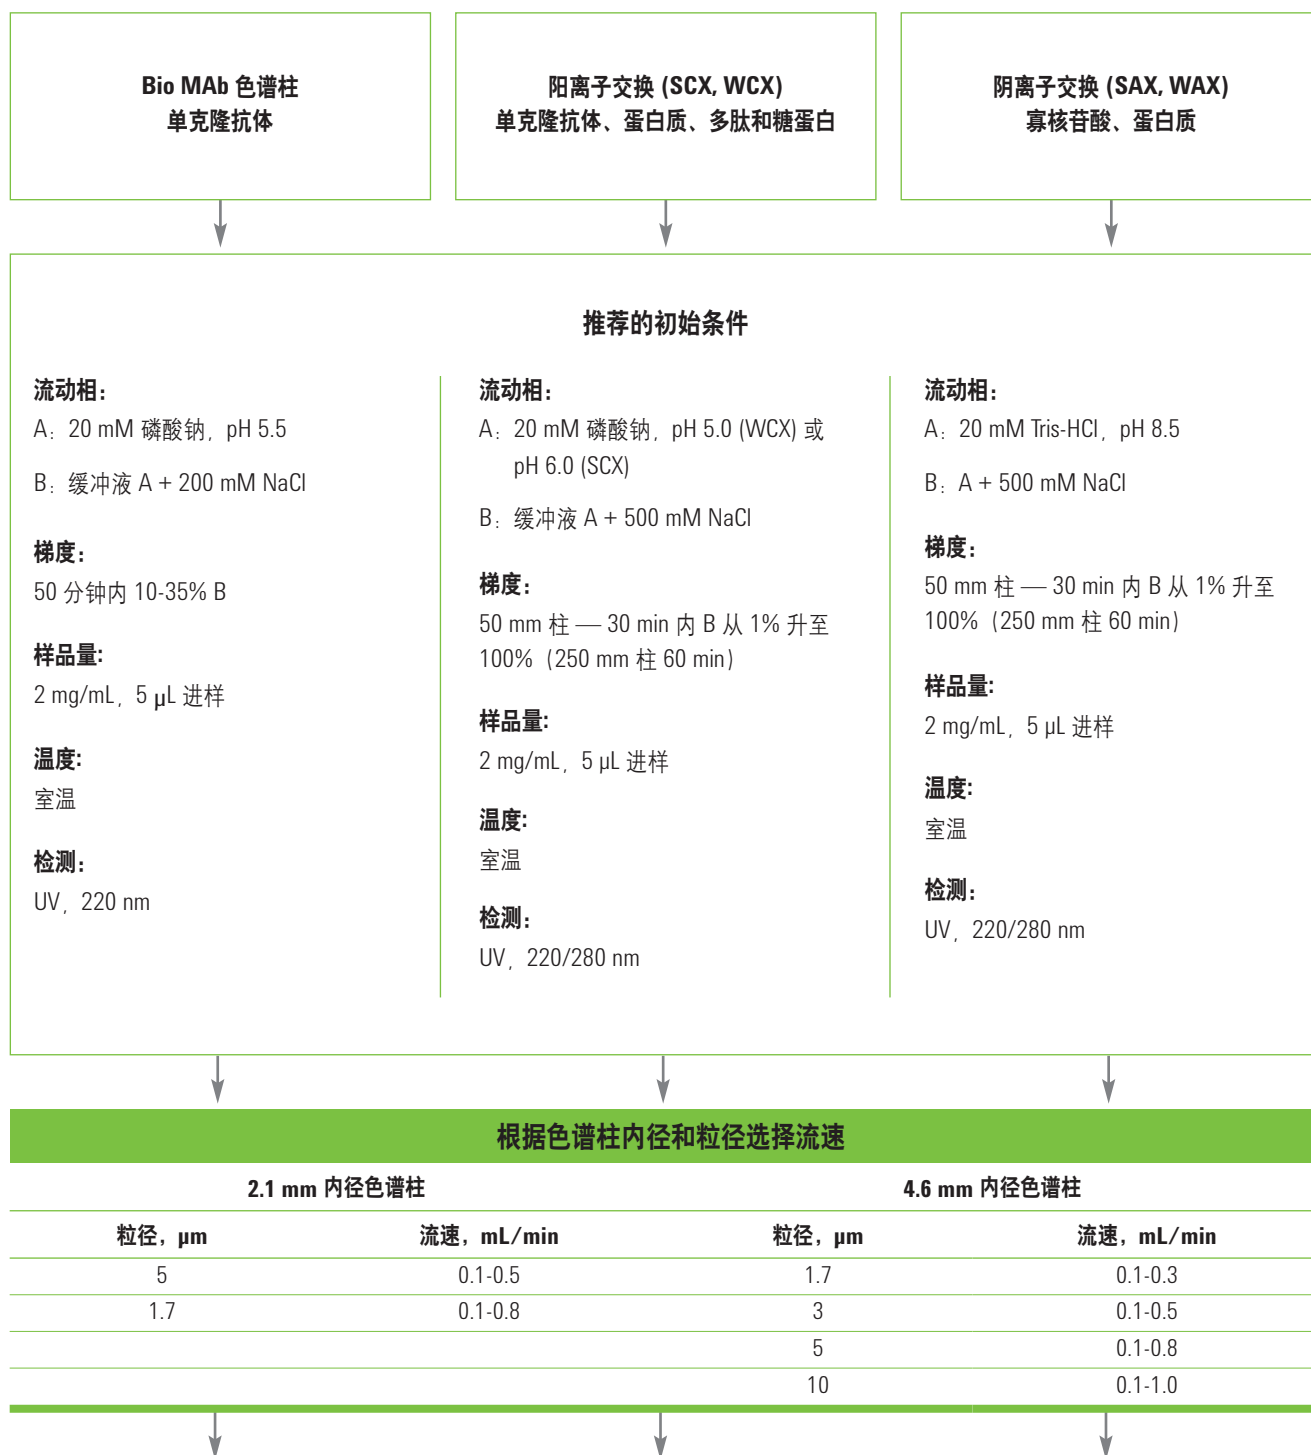 Bio MAb 色谱柱
单克隆抗体
阳离子交换 (SCX, WCX)
单克隆抗体、蛋白质、多肽和糖蛋白
阴离子交换 (SAX, WAX)
寡核苷酸、蛋白质
推荐的初始条件
流动相：
A：20 mM 磷酸钠，pH 5.5
B：缓冲液 A + 200 mM NaCl
梯度：
50 分钟内 10-35% B
样品量:
2 mg/mL，5 µL 进样
温度:
室温
检测：
UV，220 nm
流动相：
A：20 mM 磷酸钠，pH 5.0 (WCX) 或
pH 6.0 (SCX)
B：缓冲液 A + 500 mM NaCl
梯度：
50 mm 柱 — 30 min 内 B 从 1% 升至
100%（250 mm 柱 60 min）
样品量:
2 mg/mL，5 µL 进样
温度:
室温
检测：
UV，220/280 nm
流动相：
A：20 mM Tris-HCl，pH 8.5
B：A + 500 mM NaCl
梯度：
50 mm 柱 — 30 min 内 B 从 1% 升至
100%（250 mm 柱 60 min）
样品量:
2 mg/mL，5 µL 进样
温度:
室温
检测：
UV，220/280 nm
根据色谱柱内径和粒径选择流速
2.1 mm 内径色谱柱 4.6 mm 内径色谱柱
粒径，µm 流速，mL/min 粒径，µm 流速，mL/min
5 0.1-0.5 1.7 0.1-0.3
1.7 0.1-0.8 3 0.1-0.5
5 0.1-0.8
10 0.1-1.0